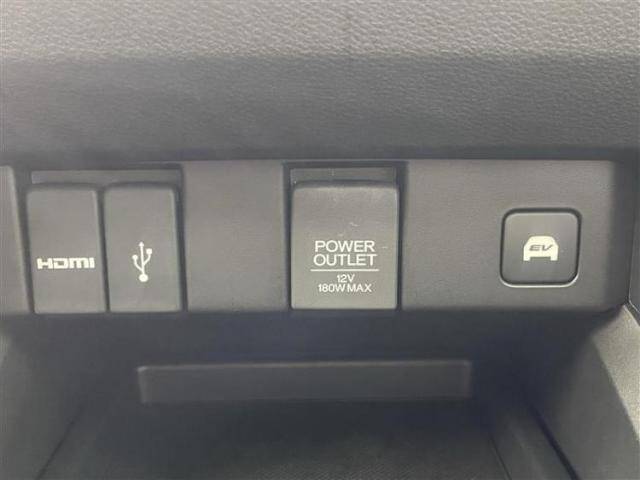 HDMI
POWER
OUTLET
12V
180W MAX
EV